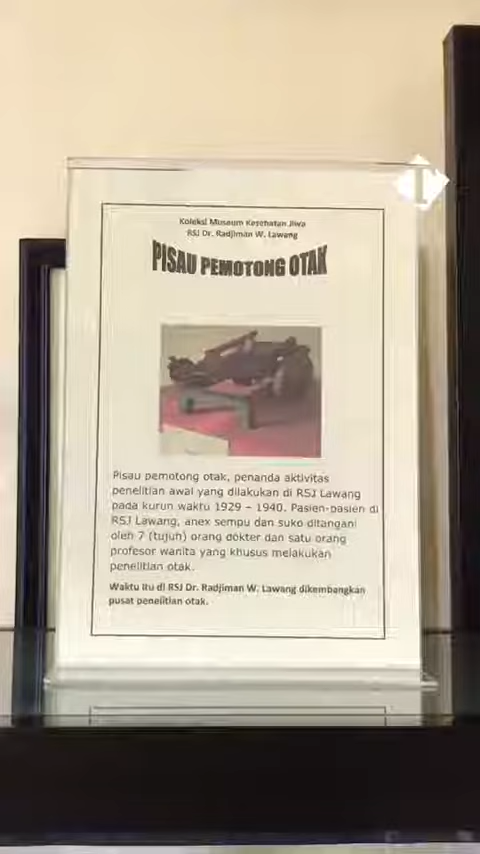 Koleksi Museum Kesehatan Jiwa
RSJ Dr. Radjiman W. Lawang
PISAU PEMOTONG OTAK
Pisau pemotong otak, penanda aktivitas
penelitian awal yang dilakukan di RSJ Lawang
pada kurun waktu 1929 – 1940. Pasien-pasien di
RSJ Lawang, anex sempu dan suko ditangani
oleh 7 (tujuh) orang dokter dan satu orang
profesor wanita yang khusus melakukan
penelitian otak.
Waktu itu di RSJ Dr. Radjiman W. Lawang dikembangkan
pusat penelitian otak.